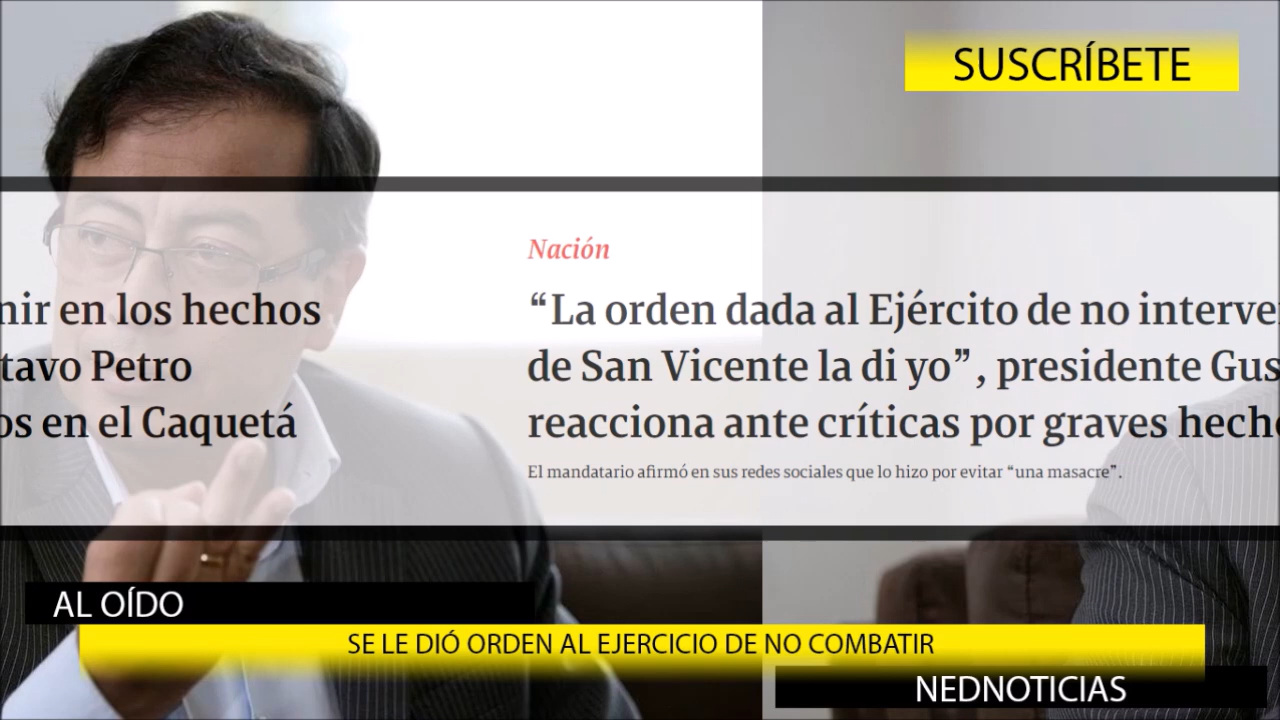 SUSCRÍBETE
nir en los hechos
tavo Petro
os en el Caquetá
Nación
“La orden dada al Ejército de no interve
de San Vicente la di yo”, presidente Gus
reacciona ante críticas por graves hech
El mandatario afirmó en sus redes sociales que lo hizo por evitar “una masacre”.
AL OÍDO
SE LE DIÓ ORDEN AL EJERCICIO DE NO COMBATIR
NEDNOTICIAS